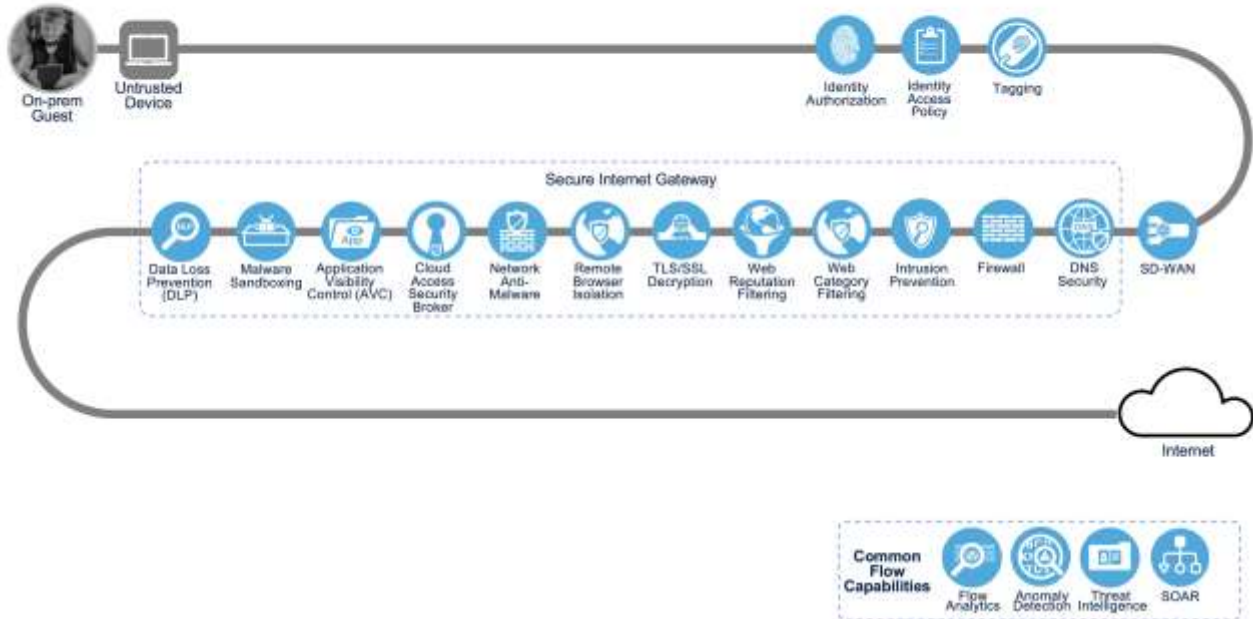 On-prem
Guest
Untrusted
Device
Identity
Authorization
Identity
Access
Policy
Tagging
Secure Internet Gateway
Data Loss
Prevention
(DLP)
Malware
Sandboxing
App
Application
Visibility
Control (AVC)
Cloud
Access
Security
Broker
Network
Anti-
Malware
Remote
Browser
Isolation
TLS/SSL
Decryption
Web
Reputation
Filtering
Web
Category
Filtering
Intrusion
Prevention
Firewall
DNS
DNS
Security
SD-WAN
Internet
Common
Flow
Capabilities
Flow
Analytics
Anomaly
Detection
Threat
Intelligence
SOAR